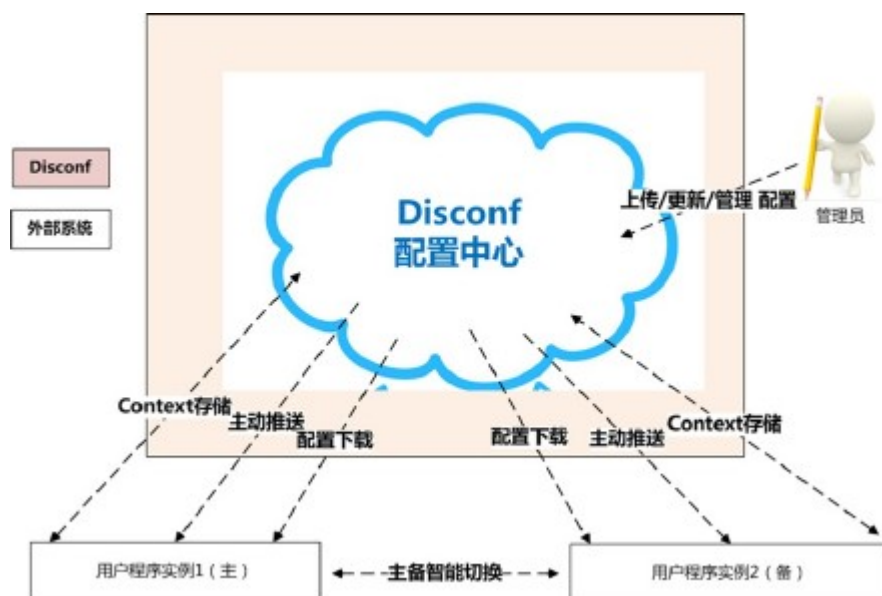 Disconf
外部系统
Disconf
配置中心
上传/更新/管理 配置
管理员
Context存储
主动推送
配置下载
配置下载
主动推送
Context存储
用户程序实例1（主）
主备智能切换
用户程序实例2（备）